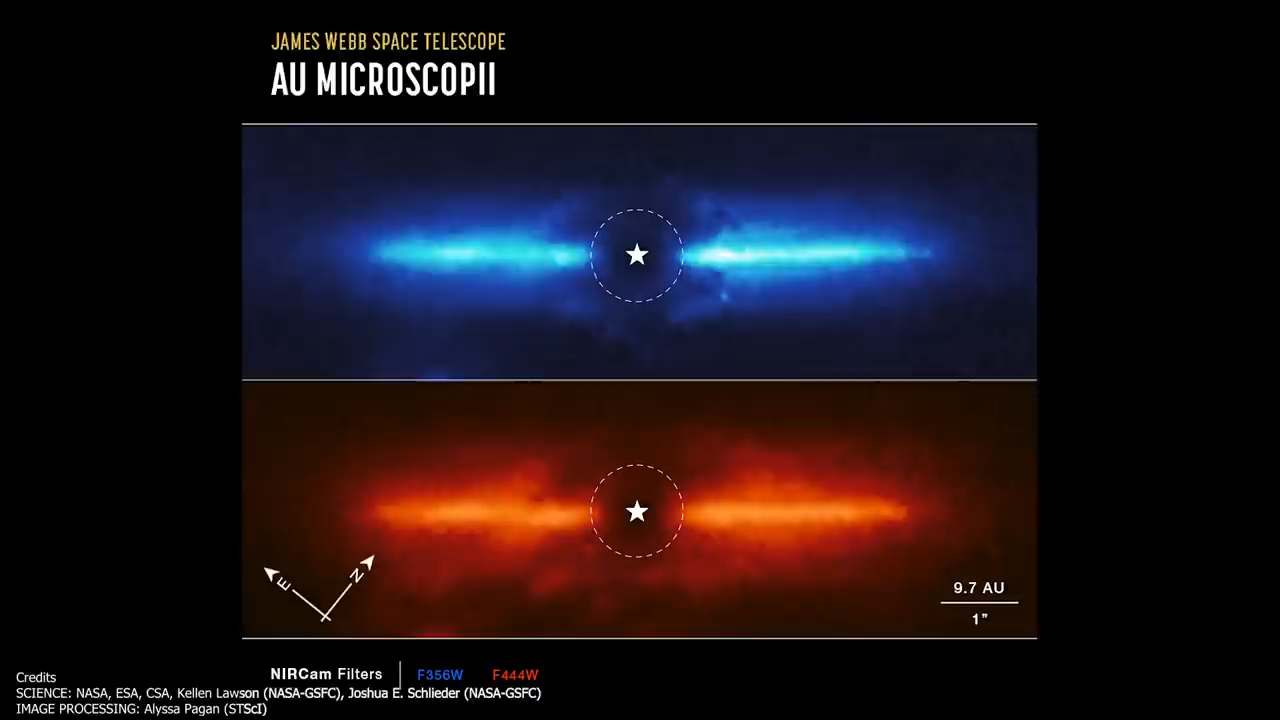 JAMES WEBB SPACE TELESCOPE
AU MICROSCOPII
E
N
9.7 AU
1"
NIRCam Filters F356W F444W
Credits
SCIENCE: NASA, ESA, CSA, Kellen Lawson (NASA-GSFC), Joshua E. Schlieder (NASA-GSFC)
IMAGE PROCESSING: Alyssa Pagan (STScI)